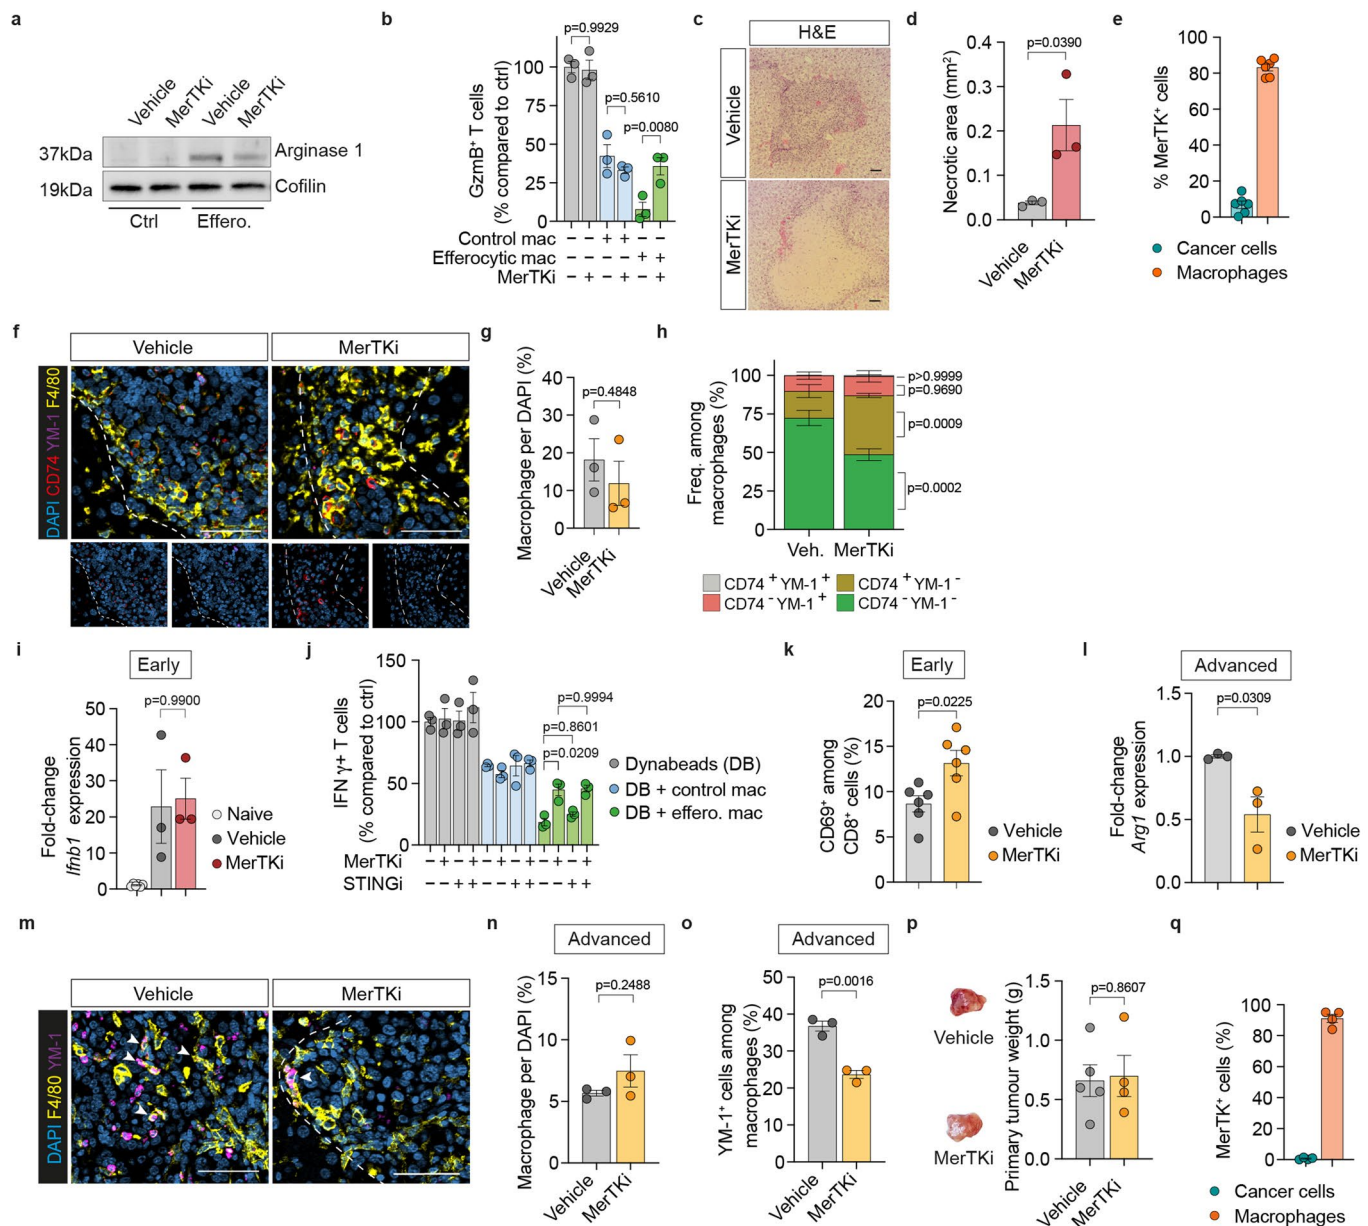 a
Vehicle
MerTKi
Vehicle
MerTKi
37kDa
Arginase 1
19kDa
Cofilin
Ctrl
Effero.
b
GzmB+ T cells
(% compared to ctrl)
100
75
50
25
0
p=0.9929
p=0.5610
p=0.0080
Control mac − − + + − −
Efferocytic mac − − − − + +
MerTKi − + − + − +
c
H&E
Vehicle
MerTKi
d
Necrotic area (mm²)
0.4
0.3
0.2
0.1
0.0
p=0.0390
Vehicle
MerTKi
e
% MerTK+ cells
100
80
60
40
20
0
Cancer cells
Macrophages
f
Vehicle
MerTKi
DAPI CD74 YM-1 F4/80
g
Macrophage per DAPI (%)
40
30
20
10
0
p=0.4848
Vehicle
MerTKi
h
Freq. among
macrophages (%)
100
75
50
25
0
p>0.9999
p=0.9690
p=0.0009
p=0.0002
Veh. MerTKi
CD74 + YM-1 + CD74 + YM-1 -
CD74 - YM-1 + CD74 - YM-1 -
i
Early
Fold-change
Ifnb1 expression
50
40
30
20
10
0
p=0.9900
Naive
Vehicle
MerTKi
j
IFN γ+ T cells
(% compared to ctrl)
150
100
50
0
p=0.9994
p=0.8601
p=0.0209
Dynabeads (DB)
DB + control mac
DB + effero. mac
MerTKi − + − + − + − + − + − +
STINGi − − + + − − + + − − + +
k
Early
CD69+ among
CD8+ cells (%)
20
15
10
5
0
p=0.0225
Vehicle
MerTKi
l
Advanced
Fold-change
Arg1 expression
1.5
1.0
0.5
0.0
p=0.0309
Vehicle
MerTKi
m
Vehicle
MerTKi
DAPI F4/80 YM-1
n
Advanced
Macrophage per DAPI (%)
15
10
5
0
p=0.2488
Vehicle
MerTKi
o
Advanced
YM-1+ cells among
macrophages (%)
50
40
30
20
10
0
p=0.0016
Vehicle
MerTKi
p
Vehicle
MerTKi
Primary tumour weight (g)
1.5
1.0
0.5
0.0
p=0.8607
Vehicle
MerTKi
q
MerTK+ cells (%)
100
80
60
40
20
0
Cancer cells
Macrophages